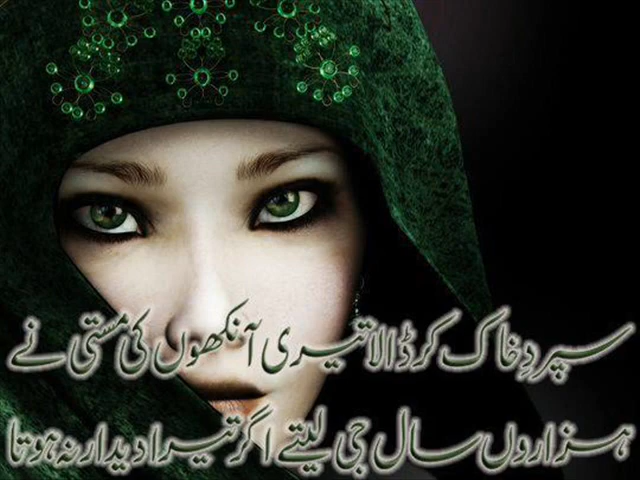 سپردِ خاک کر ڈالا تیری آنکھوں کی مستی نے
ہزاروں سال جی لیتے اگر تیرا دیدار نہ ہوتا